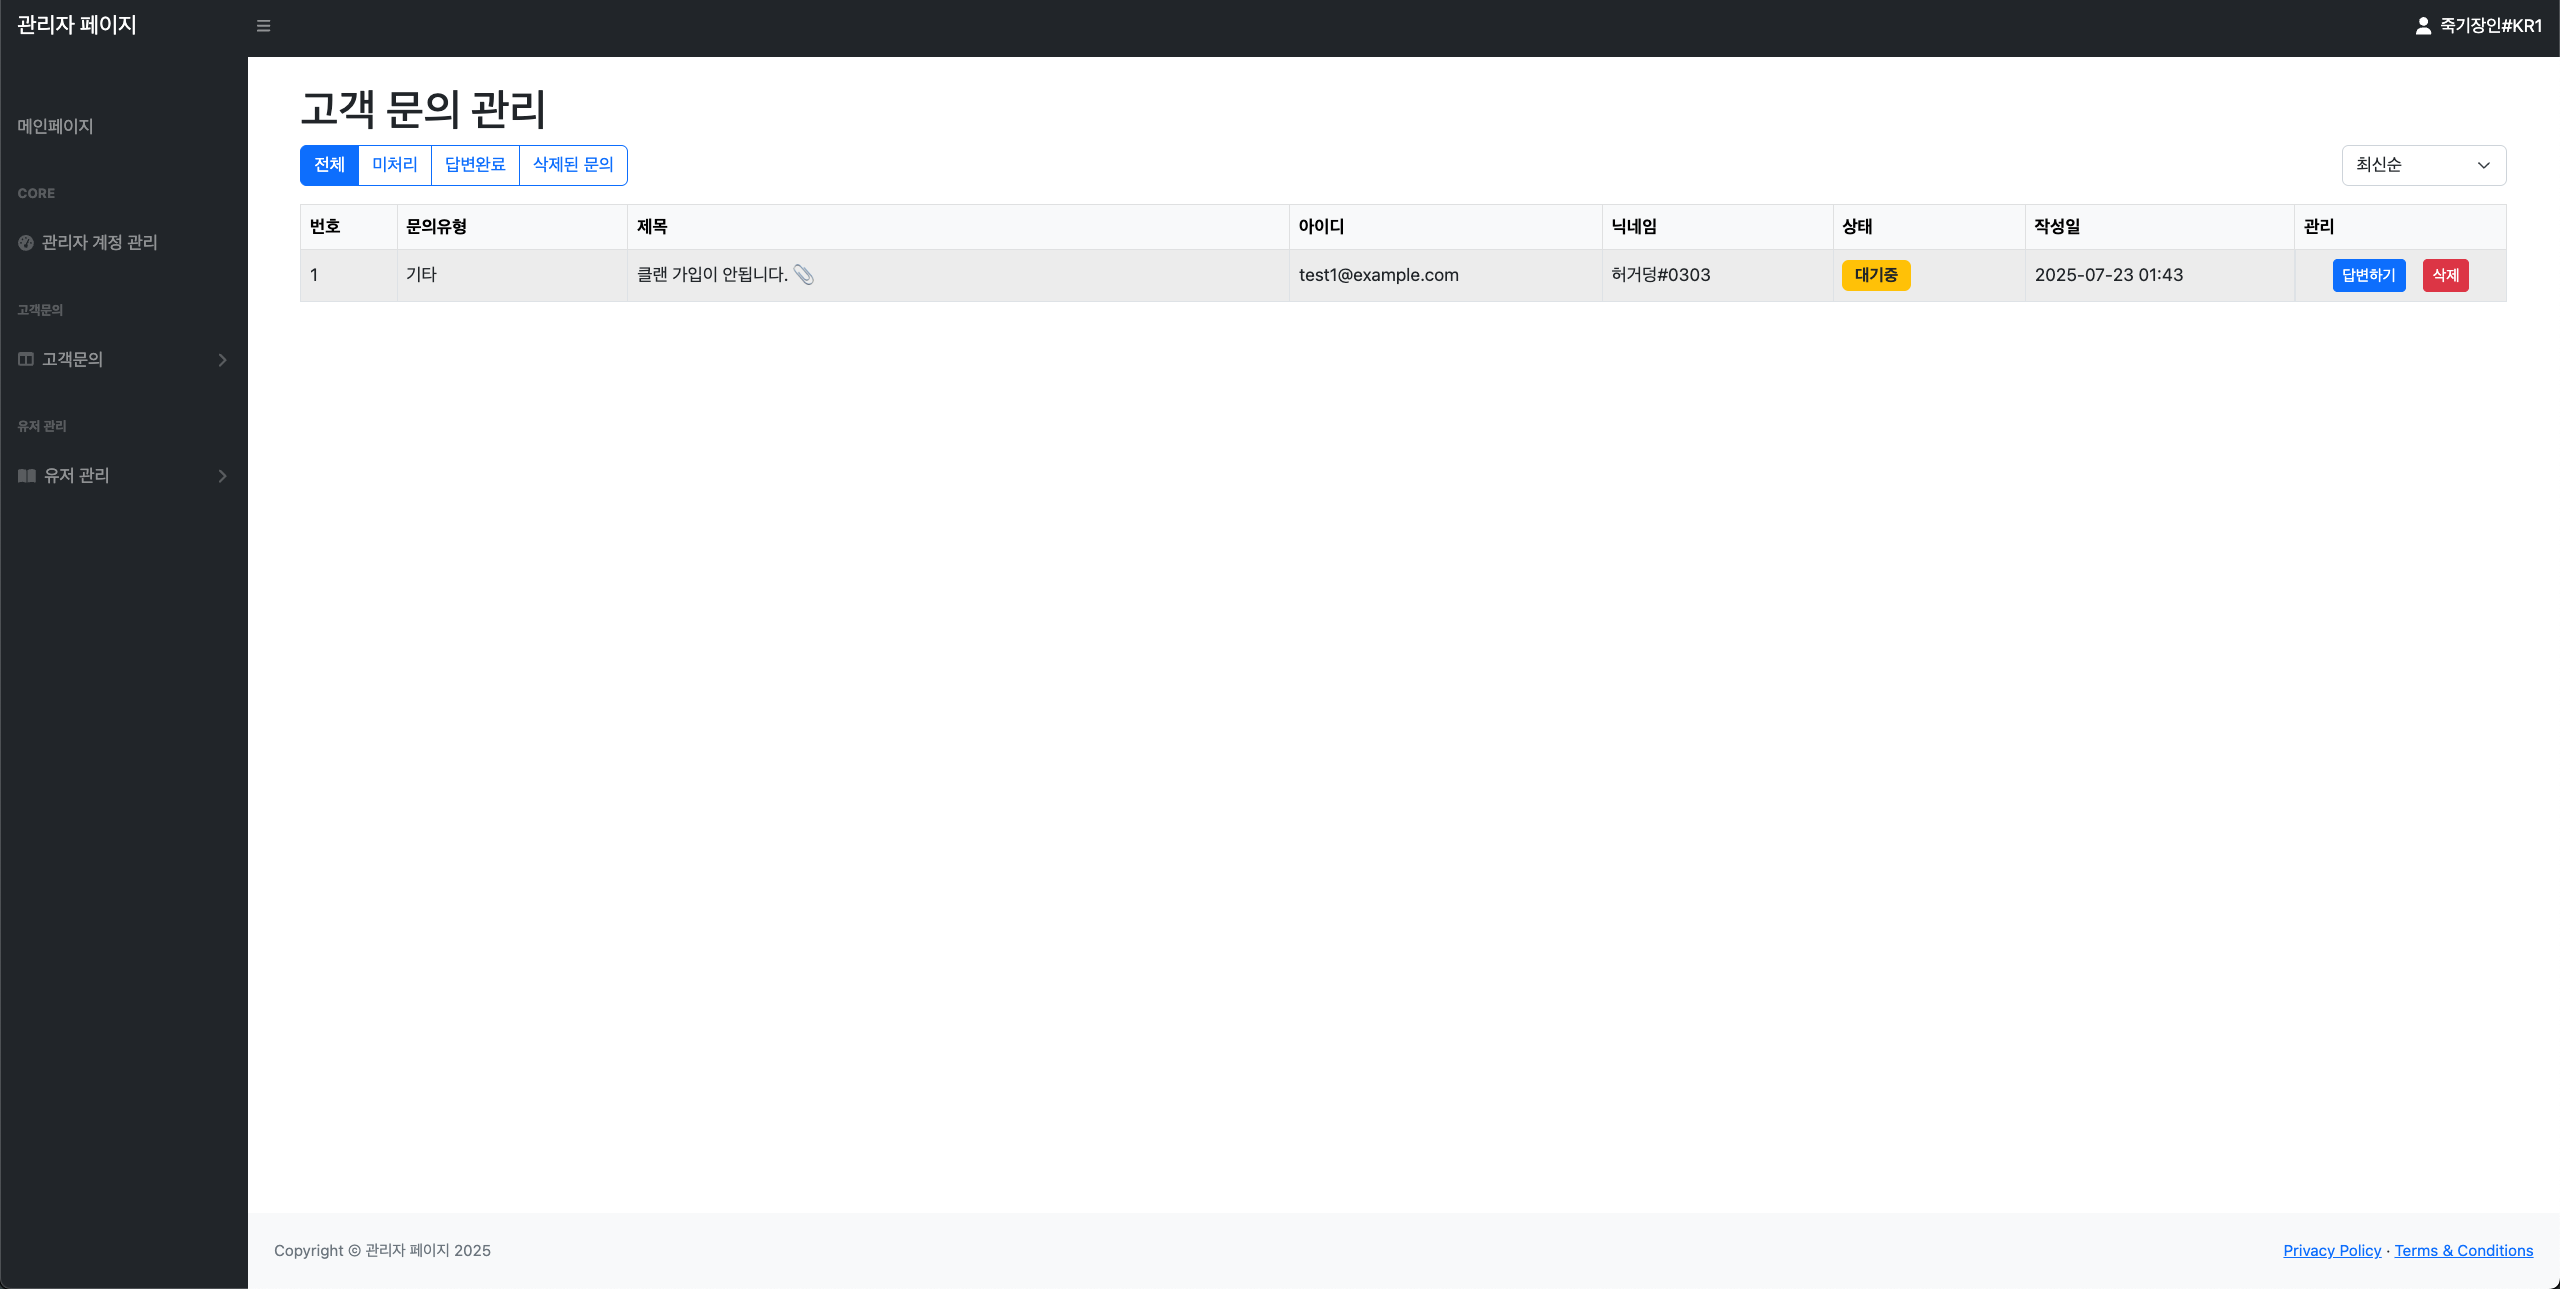 관리자 페이지
죽기장인#KR1
메인페이지
CORE
관리자 계정 관리
고객문의
고객문의
유저 관리
유저 관리
고객 문의 관리
전체 미처리 답변완료 삭제된 문의
최신순
번호 문의유형 제목 아이디 닉네임 상태 작성일 관리
1 기타 클랜 가입이 안됩니다. test1@example.com 허거덩#0303 대기중 2025-07-23 01:43 답변하기 삭제
Copyright © 관리자 페이지 2025
Privacy Policy · Terms & Conditions